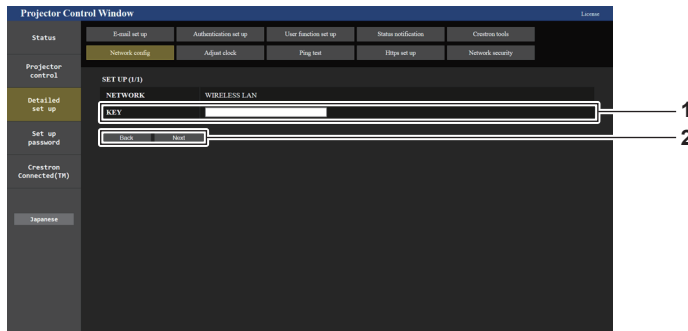 Projector Control Window License
Status
E-mail set up Authentication set up User function set up Status notification Crestron tools
Network config Adjust clock Ping test Https set up Network security
Projector
control
SET UP (1/1)
NETWORK WIRELESS LAN
Detailed
set up
KEY
1
Back Next
2
Set up
password
Crestron
Connected(TM)
Japanese